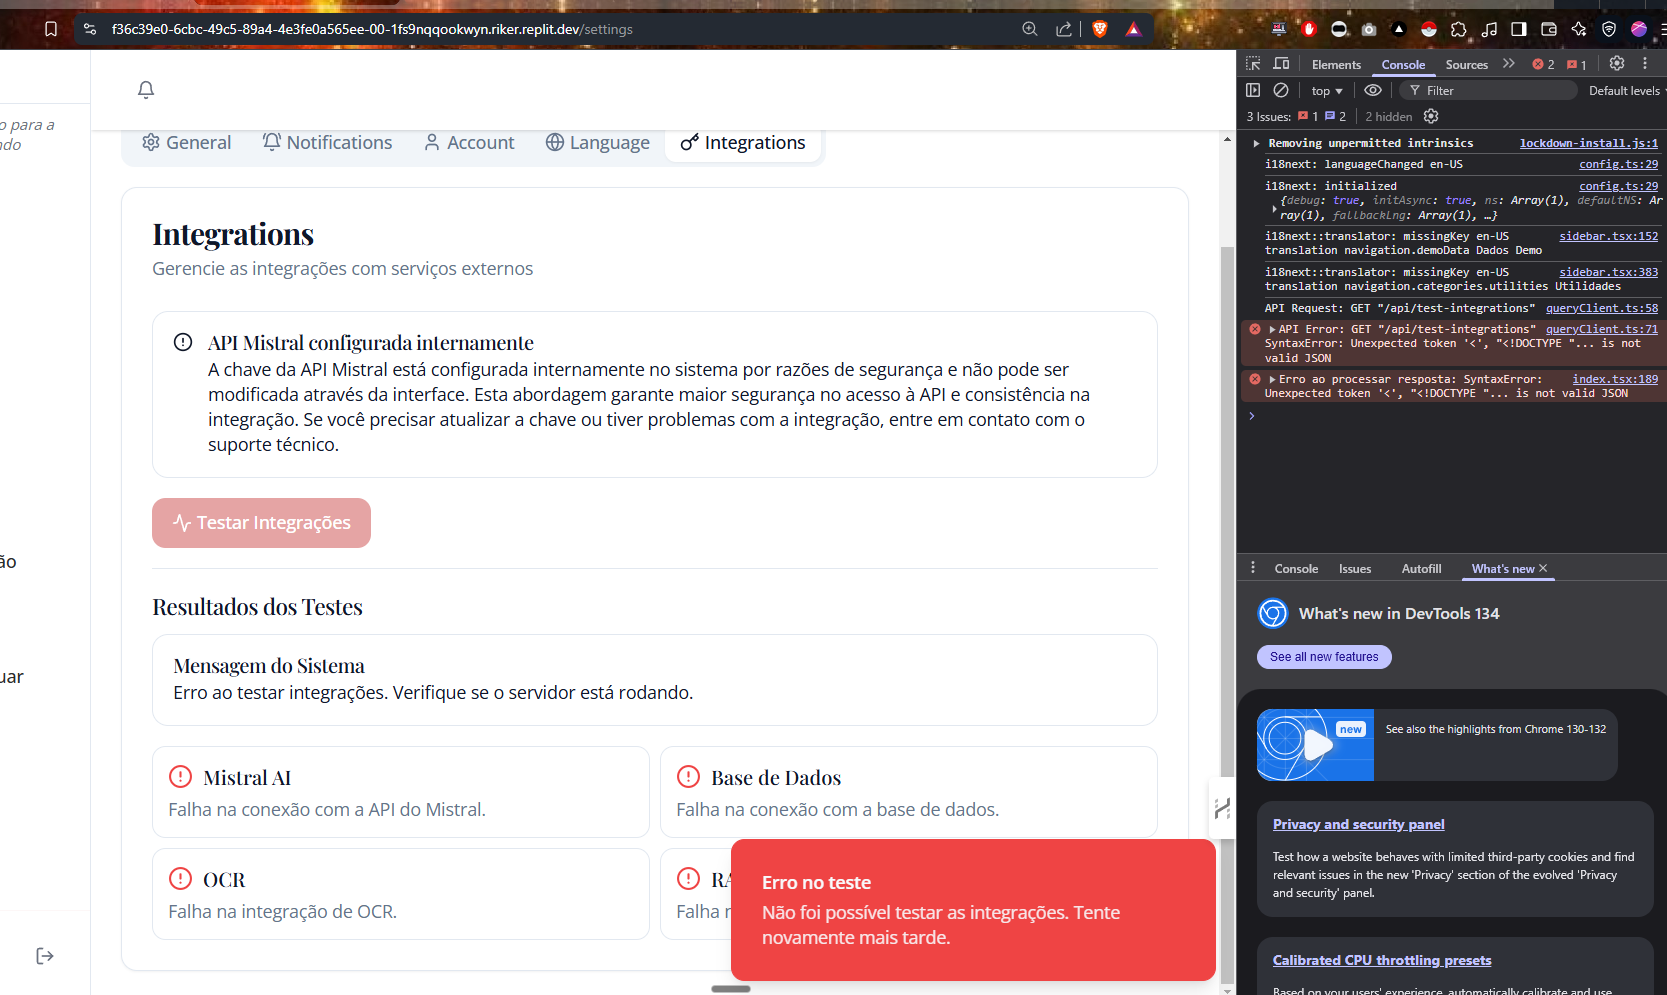 f36c39e0-6cbc-49c5-89a4-4e3fe0a565ee-00-1fs9nqqookwyn.riker.replit.dev/settings
o para a
ndo
General
Notifications
Account
Language
Integrations
Integrations
Gerencie as integrações com serviços externos
API Mistral configurada internamente
A chave da API Mistral está configurada internamente no sistema por razões de segurança e não pode ser
modificada através da interface. Esta abordagem garante maior segurança no acesso à API e consistência na
integração. Se você precisar atualizar a chave ou tiver problemas com a integração, entre em contato com o
suporte técnico.
Testar Integrações
ão
Resultados dos Testes
Mensagem do Sistema
Erro ao testar integrações. Verifique se o servidor está rodando.
uar
Mistral AI
Falha na conexão com a API do Mistral.
Base de Dados
Falha na conexão com a base de dados.
OCR
Falha na integração de OCR.
RA
Falha n
Erro no teste
Não foi possível testar as integrações. Tente
novamente mais tarde.
Elements
Console
Sources
2
1
top
Filter
Default levels
3 Issues: 1 2
2 hidden
Removing unpermitted intrinsics lockdown-install.js:1
i18next: languageChanged en-US config.ts:29
i18next: initialized config.ts:29
{debug: true, initAsync: true, ns: Array(1), defaultNS: Ar
ray(1), fallbackLng: Array(1), …}
i18next::translator: missingKey en-US sidebar.tsx:152
translation navigation.demoData Dados Demo
i18next::translator: missingKey en-US sidebar.tsx:383
translation navigation.categories.utilities Utilidades
API Request: GET "/api/test-integrations" queryClient.ts:58
API Error: GET "/api/test-integrations" queryClient.ts:71
SyntaxError: Unexpected token '<', "<!DOCTYPE "... is not
valid JSON
Erro ao processar resposta: SyntaxError: index.tsx:189
Unexpected token '<', "<!DOCTYPE "... is not valid JSON
Console
Issues
Autofill
What's new
What's new in DevTools 134
See all new features
new
See also the highlights from Chrome 130-132
Privacy and security panel
Test how a website behaves with limited third-party cookies and find
relevant issues in the new 'Privacy' section of the evolved 'Privacy
and security' panel.
Calibrated CPU throttling presets
Based on your users' experience, automatically calibrate and use